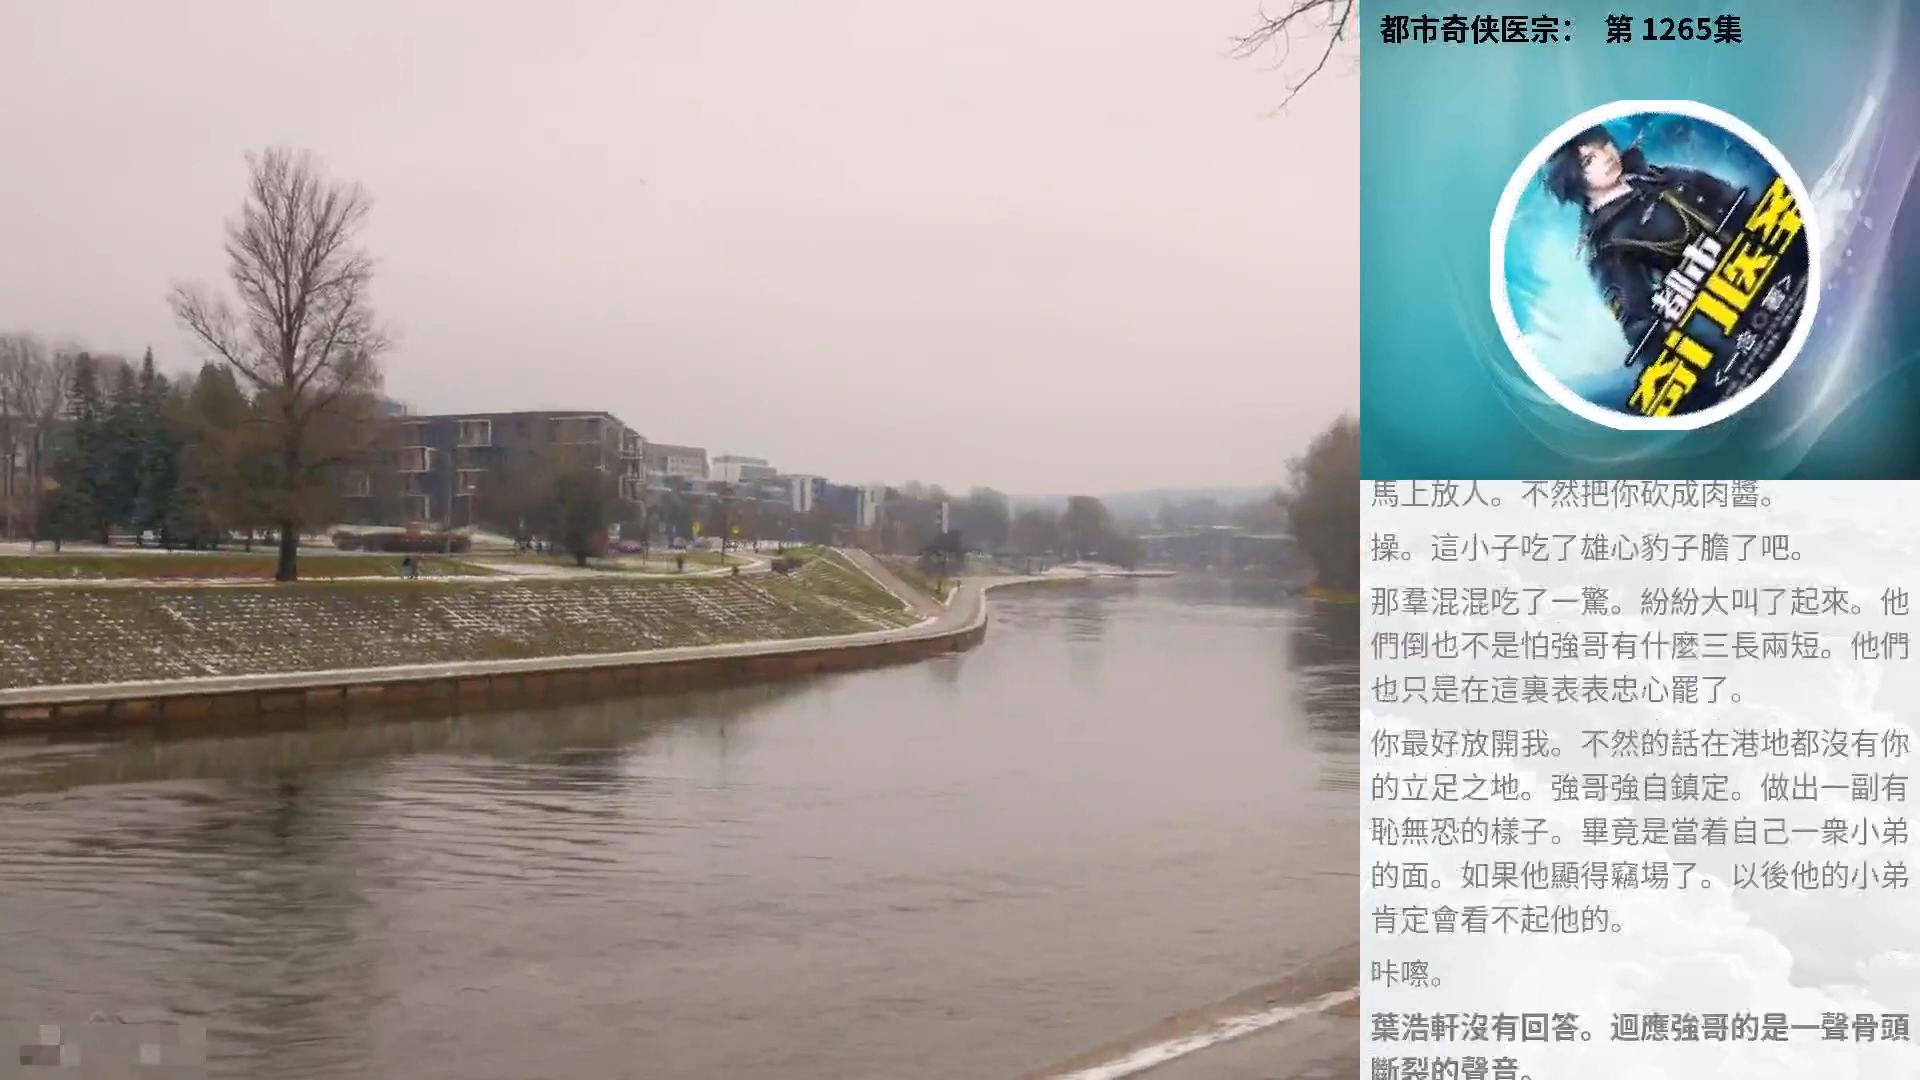 都市奇侠医宗： 第 1265集
都市
奇门医圣
馬上放人。不然把你砍成肉醬。
操。這小子吃了雄心豹子膽了吧。
那羣混混吃了一驚。紛紛大叫了起來。他
們倒也不是怕強哥有什麼三長兩短。他們
也只是在這裏表表忠心罷了。
你最好放開我。不然的話在港地都沒有你
的立足之地。強哥強自鎮定。做出一副有
恥無恐的樣子。畢竟是當着自己一衆小弟
的面。如果他顯得竊場了。以後他的小弟
肯定會看不起他的。
咔嚓。
葉浩軒沒有回答。迴應強哥的是一聲骨頭
斷裂的聲音。